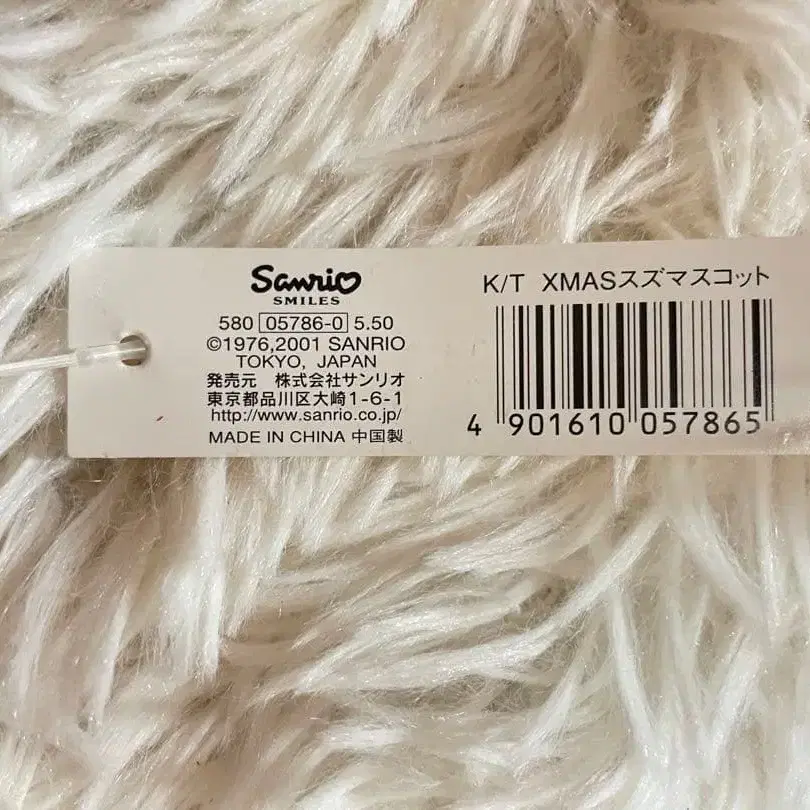 Sanrio
SMILES
580 05786-0 5.50
©1976,2001 SANRIO
TOKYO, JAPAN
発売元 株式会社サンリオ
東京都品川区大崎1-6-1
http://www.sanrio.co.jp/
MADE IN CHINA 中国製
K/T XMASスズマスコット
4 901610 057865